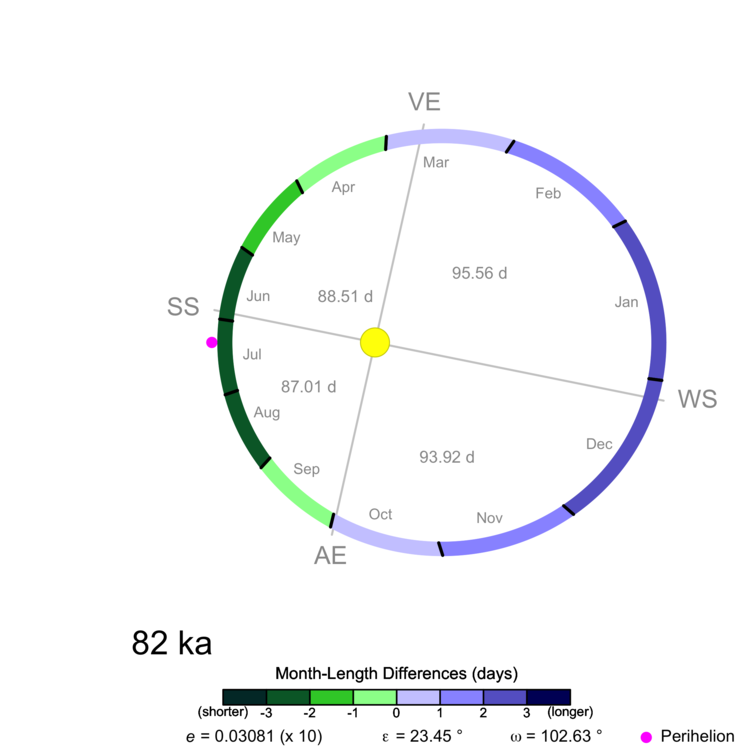 VE
Mar
Apr
Feb
May
95.56 d
Jun
88.51 d
Jan
SS
Jul
87.01 d
WS
Aug
Dec
93.92 d
Sep
Oct
Nov
AE
82 ka
Month-Length Differences (days)
(shorter) -3 -2 -1 0 1 2 3 (longer)
e = 0.03081 (x 10) ε = 23.45 ° ω = 102.63 ° Perihelion